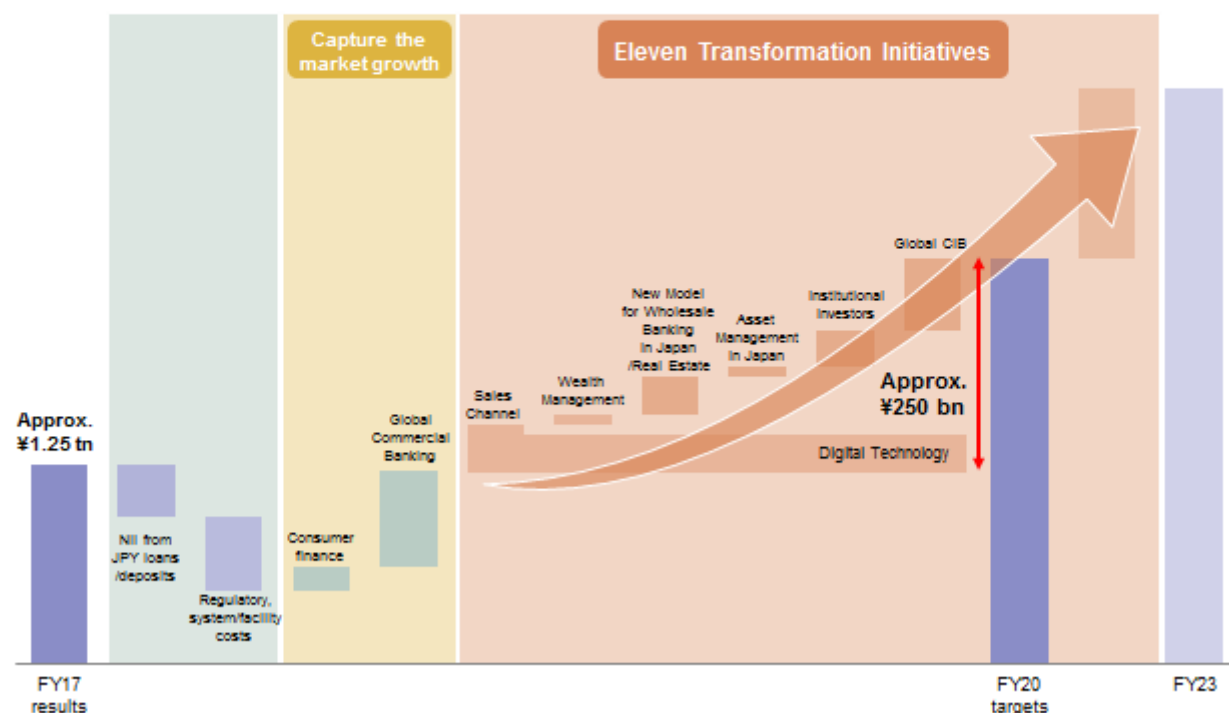 Capture the
market growth
Eleven Transformation Initiatives
Approx.
¥1.25 tn
NII from
JPY loans
/deposits
Regulatory,
system/facility
costs
Consumer
finance
Global
Commercial
Banking
Sales
Channel
Wealth
Management
New Model
for Wholesale
Banking
in Japan
/Real Estate
Asset
Management
in Japan
Institutional
Investors
Global CIB
Approx.
¥250 bn
Digital Technology
FY17
results
FY20
targets
FY23